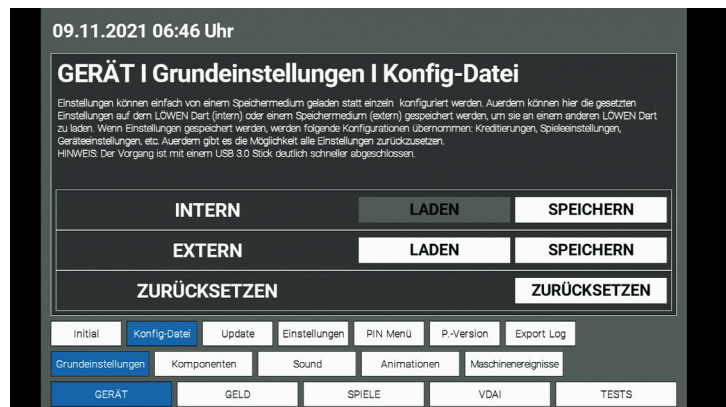 09.11.2021 06:46 Uhr
GERÄT I Grundeinstellungen I Konfig-Datei
Einstellungen können einfach von einem Speichermedium geladen statt einzeln konfiguriert werden. Auerdem können hier die gesetzten
Einstellungen auf dem LÖWEN Dart (intern) oder einem Speichermedium (extern) gespeichert werden, um sie an einem anderen LÖWEN Dart
zu laden. Wenn Einstellungen gespeichert werden, werden folgende Konfigurationen übernommen: Kreditierungen, Spieleeinstellungen,
Geräteeinstellungen, etc. Auerdem gibt es die Möglichkeit alle Einstellungen zurückzusetzen.
HINWEIS: Der Vorgang ist mit einem USB 3.0 Stick deutlich schneller abgeschlossen.
INTERN LADEN SPEICHERN
EXTERN LADEN SPEICHERN
ZURÜCKSETZEN ZURÜCKSETZEN
Initial Konfig-Datei Update Einstellungen PIN Menü P.-Version Export Log
Grundeinstellungen Komponenten Sound Animationen Maschinenereignisse
GERÄT GELD SPIELE VDAI TESTS